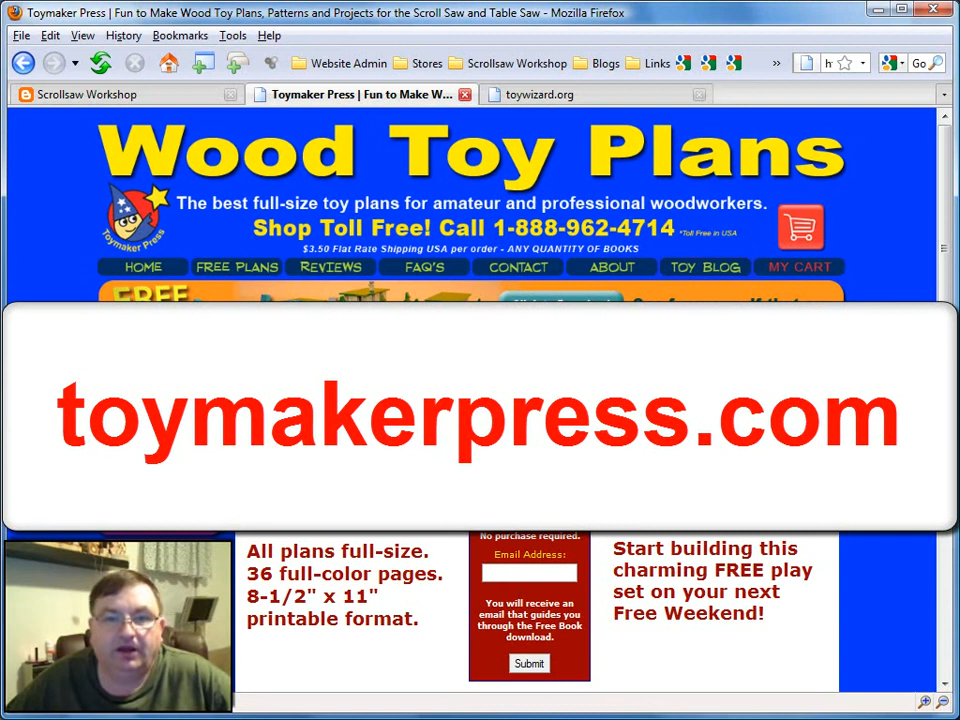 Toymaker Press | Fun to Make Wood Toy Plans, Patterns and Projects for the Scroll Saw and Table Saw - Mozilla Firefox
File Edit View History Bookmarks Tools Help
Website Admin Stores Scrollsaw Workshop Blogs Links » Go
Scrollsaw Workshop Toymaker Press | Fun to Make W... toywizard.org
Wood Toy Plans
The best full-size toy plans for amateur and professional woodworkers.
Shop Toll Free! Call 1-888-962-4714 *Toll Free in USA
$3.50 Flat Rate Shipping USA per order - ANY QUANTITY OF BOOKS
Toymaker Press
HOME FREE PLANS REVIEWS FAQ'S CONTACT ABOUT TOY BLOG MY CART
FREE
toymakerpress.com
All plans full-size.
36 full-color pages.
8-1/2" x 11"
printable format.
No purchase required.
Email Address:
You will receive an
email that guides you
through the Free Book
download.
Submit
Start building this
charming FREE play
set on your next
Free Weekend!